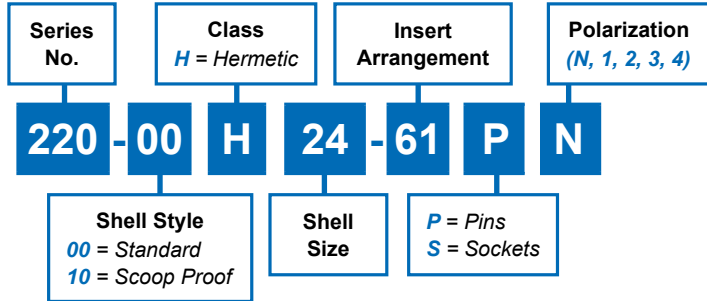 Series
No.
Class
H = Hermetic
Insert
Arrangement
Polarization
(N, 1, 2, 3, 4)
220 - 00 H 24 - 61 P N
Shell Style
00 = Standard
10 = Scoop Proof
Shell
Size
P = Pins
S = Sockets